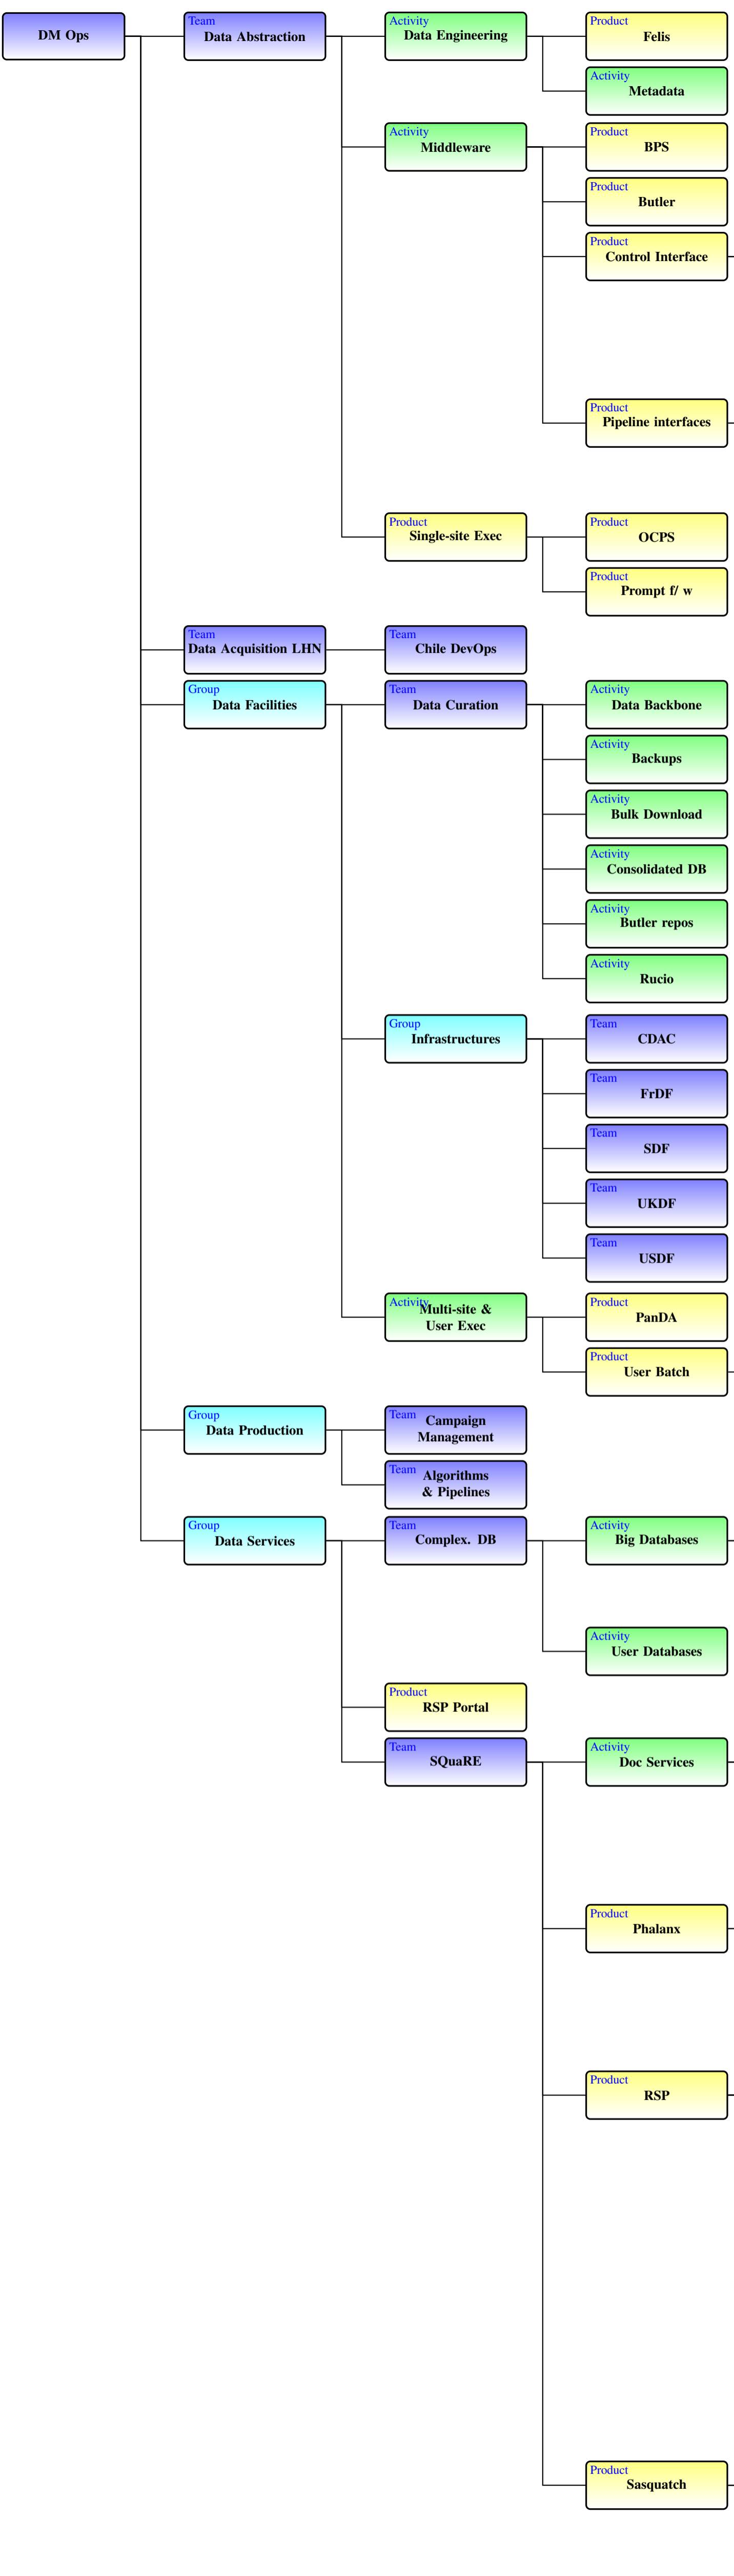 DM Ops
Team
Data Abstraction
Activity
Data Engineering
Product
Felis
Activity
Metadata
Activity
Middleware
Product
BPS
Product
Butler
Product
Control Interface
Product
Pipeline interfaces
Product
Single-site Exec
Product
OCPS
Product
Prompt f/ w
Team
Data Acquisition LHN
Team
Chile DevOps
Group
Data Facilities
Team
Data Curation
Activity
Data Backbone
Activity
Backups
Activity
Bulk Download
Activity
Consolidated DB
Activity
Butler repos
Activity
Rucio
Group
Infrastructures
Team
CDAC
Team
FrDF
Team
SDF
Team
UKDF
Team
USDF
Activity
Multi-site &
User Exec
Product
PanDA
Product
User Batch
Group
Data Production
Team
Campaign
Management
Team
Algorithms
& Pipelines
Group
Data Services
Team
Complex. DB
Activity
Big Databases
Activity
User Databases
Product
RSP Portal
Team
SQuaRE
Activity
Doc Services
Product
Phalanx
Product
RSP
Product
Sasquatch